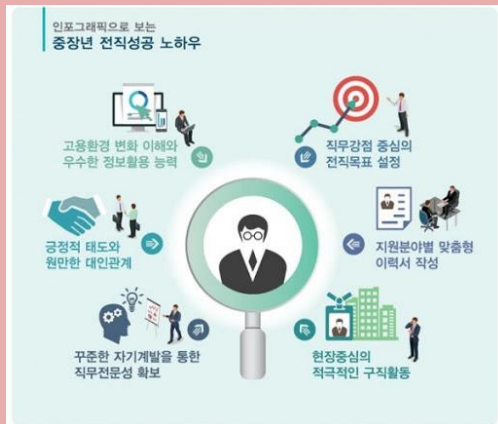 인포그래픽으로 보는
중장년 전직성공 노하우
고용환경 변화 이해와
우수한 정보활용 능력
직무강점 중심의
전직목표 설정
긍정적 태도와
원만한 대인관계
지원분야별 맞춤형
이력서 작성
꾸준한 자기계발을 통한
직무전문성 확보
현장중심의
적극적인 구직활동